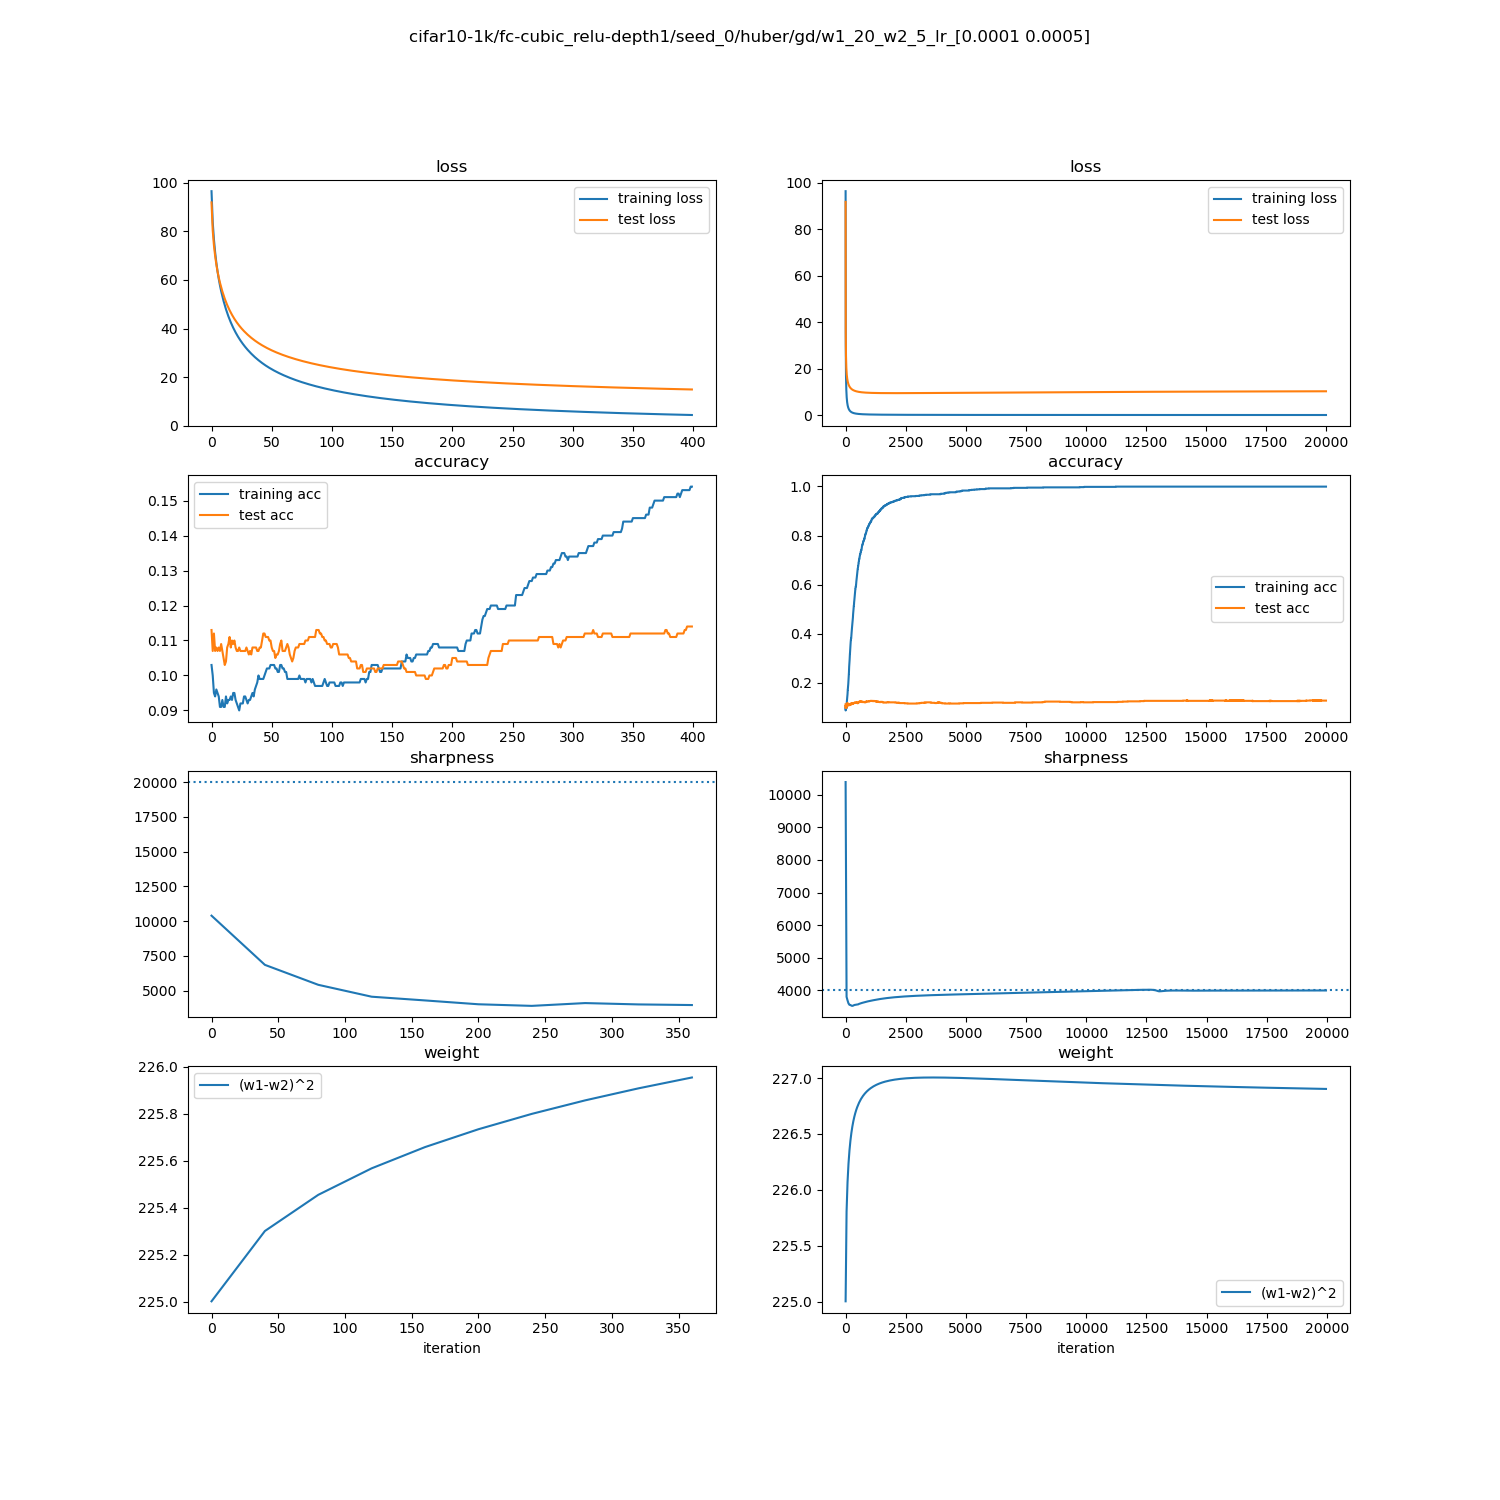 cifar10-1k/fc-cubic_relu-depth1/seed_0/huber/gd/w1_20_w2_5_lr_[0.0001 0.0005]
loss
100
80
60
40
20
0
training loss
test loss
0 50 100 150 200 250 300 350 400
loss
100
80
60
40
20
0
training loss
test loss
0 2500 5000 7500 10000 12500 15000 17500 20000
accuracy
0.15
0.14
0.13
0.12
0.11
0.10
0.09
training acc
test acc
0 50 100 150 200 250 300 350 400
accuracy
1.0
0.8
0.6
0.4
0.2
training acc
test acc
0 2500 5000 7500 10000 12500 15000 17500 20000
sharpness
20000
17500
15000
12500
10000
7500
5000
0 50 100 150 200 250 300 350
sharpness
10000
9000
8000
7000
6000
5000
4000
0 2500 5000 7500 10000 12500 15000 17500 20000
weight
226.0
225.8
225.6
225.4
225.2
225.0
(w1-w2)^2
0 50 100 150 200 250 300 350
iteration
weight
227.0
226.5
226.0
225.5
225.0
(w1-w2)^2
0 2500 5000 7500 10000 12500 15000 17500 20000
iteration